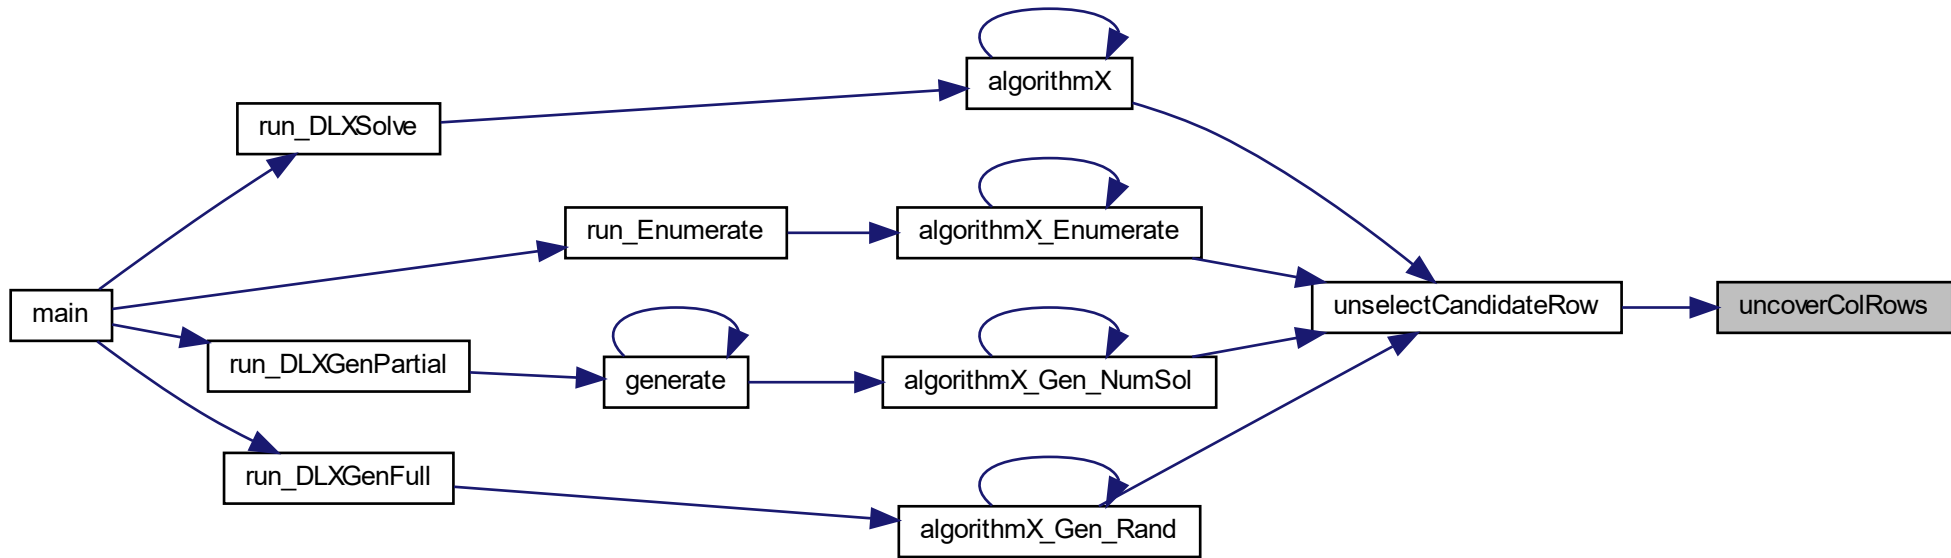 algorithmX
run_DLXSolve
run_Enumerate
algorithmX_Enumerate
main
unselectCandidateRow
uncoverColRows
run_DLXGenPartial
generate
algorithmX_Gen_NumSol
run_DLXGenFull
algorithmX_Gen_Rand